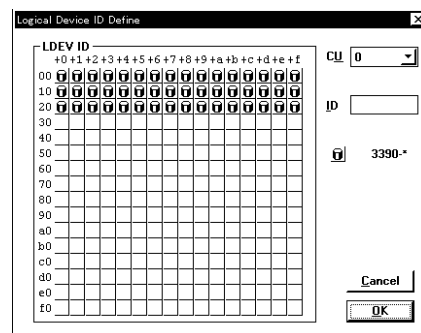 Logical Device ID Define
LDEV ID
+0 +1 +2 +3 +4 +5 +6 +7 +8 +9 +a +b +c +d +e +f
00
10
20
30
40
50
60
70
80
90
a0
b0
c0
d0
e0
f0
CU 0
ID
3390-*
Cancel
OK